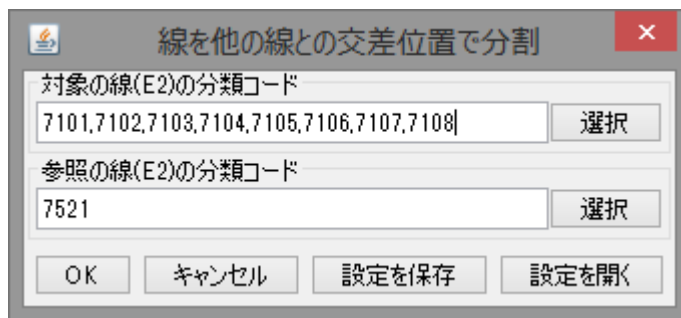 線を他の線との交差位置で分割
対象の線(E2)の分類コード
7101,7102,7103,7104,7105,7106,7107,7108
選択
参照の線(E2)の分類コード
7521
選択
OK キャンセル 設定を保存 設定を開く